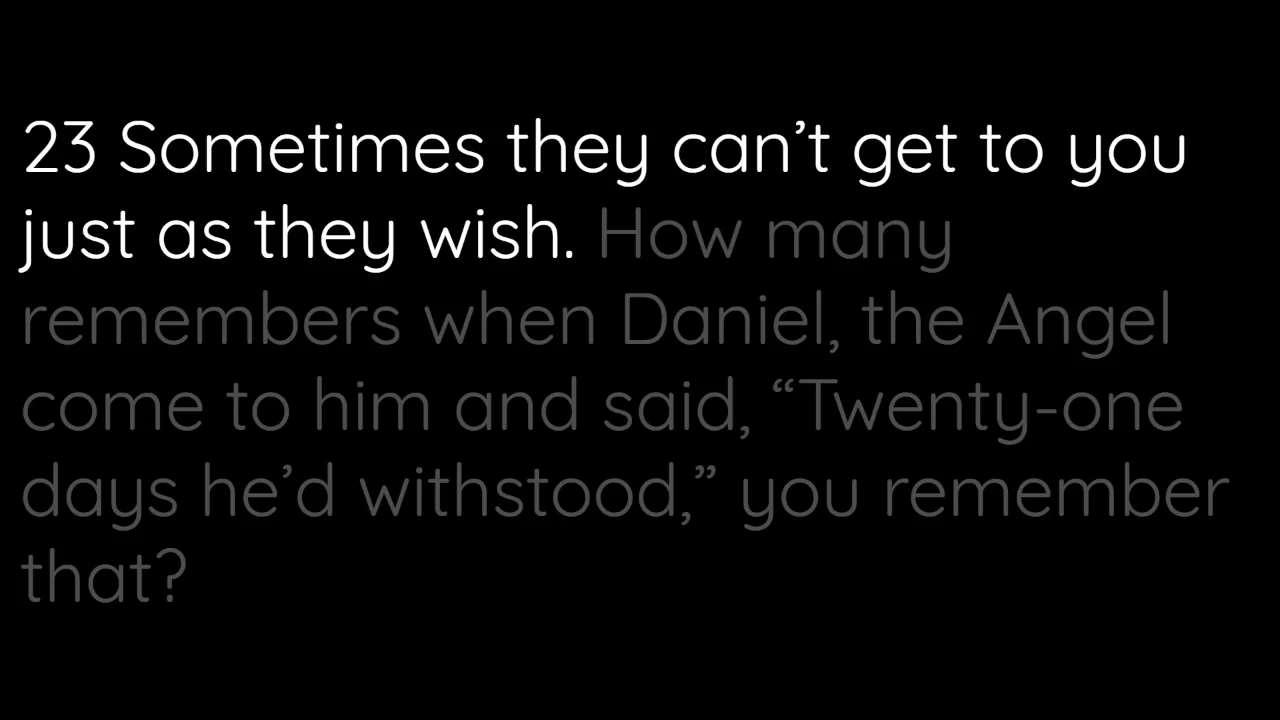 23 Sometimes they can’t get to you
just as they wish. How many
remembers when Daniel, the Angel
come to him and said, “Twenty-one
days he’d withstood,” you remember
that?